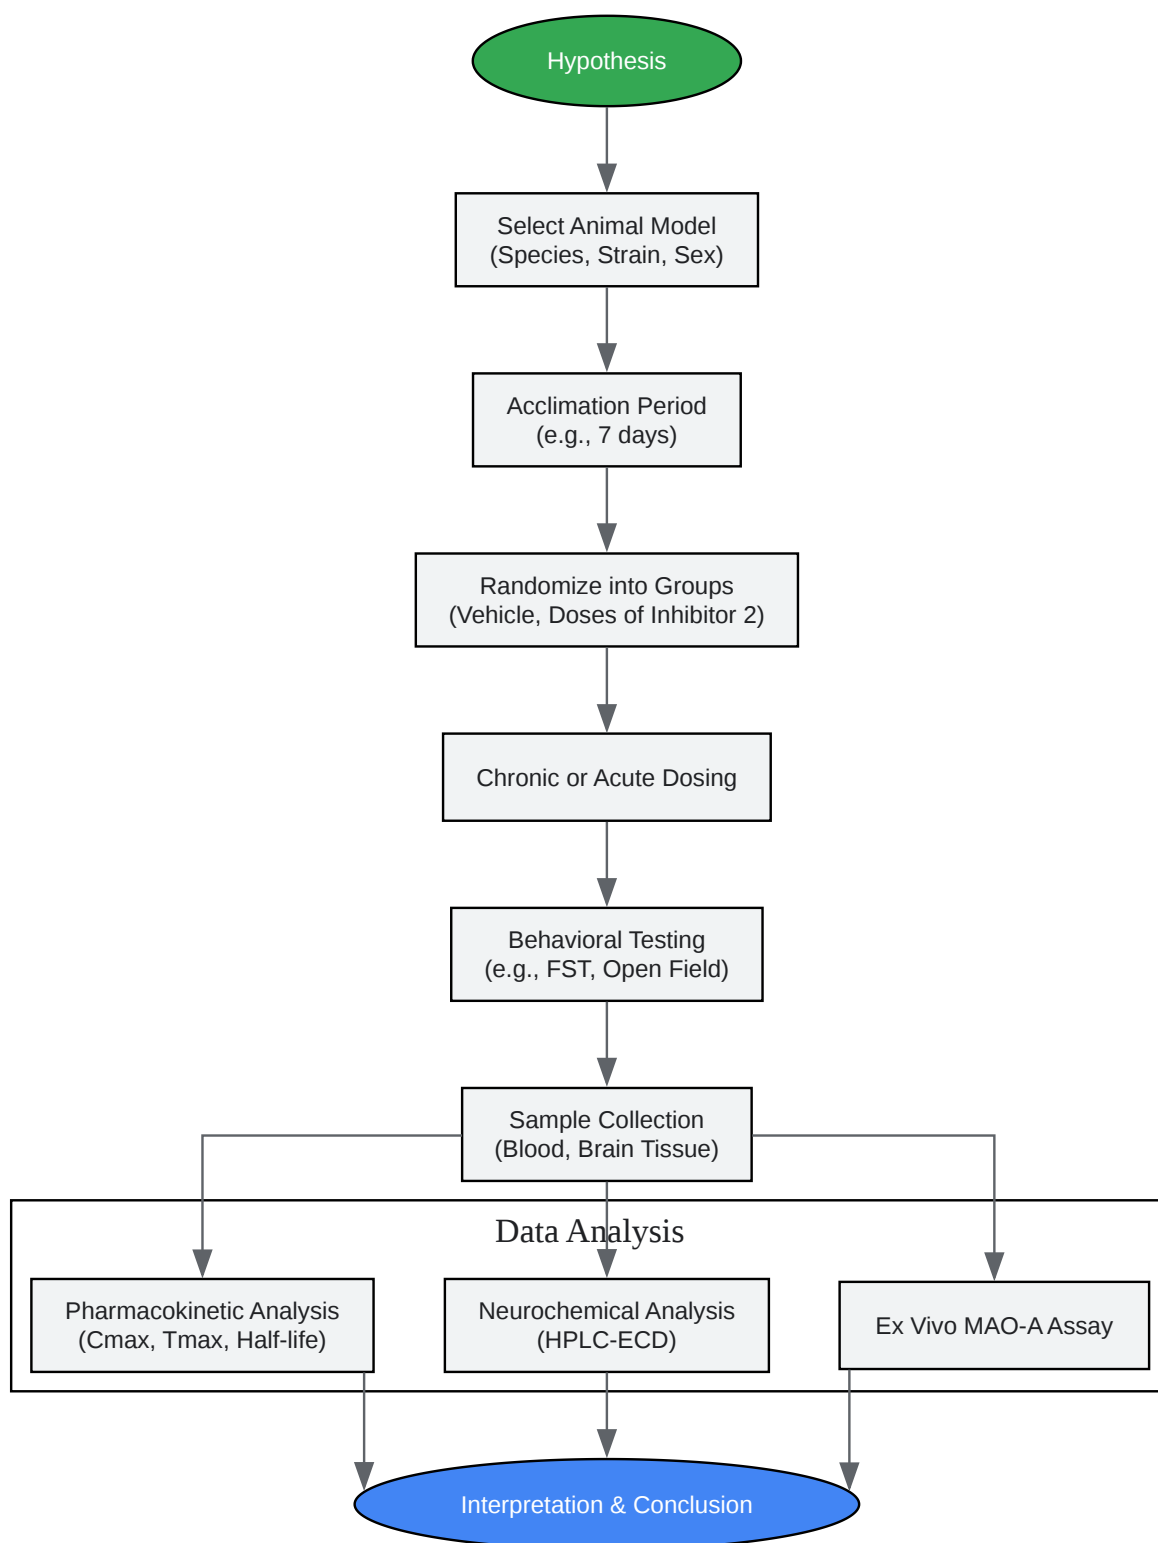 Hypothesis
Select Animal Model
(Species, Strain, Sex)
Acclimation Period
(e.g., 7 days)
Randomize into Groups
(Vehicle, Doses of Inhibitor 2)
Chronic or Acute Dosing
Behavioral Testing
(e.g., FST, Open Field)
Sample Collection
(Blood, Brain Tissue)
Data Analysis
Pharmacokinetic Analysis
(Cmax, Tmax, Half-life)
Neurochemical Analysis
(HPLC-ECD)
Ex Vivo MAO-A Assay
Interpretation & Conclusion